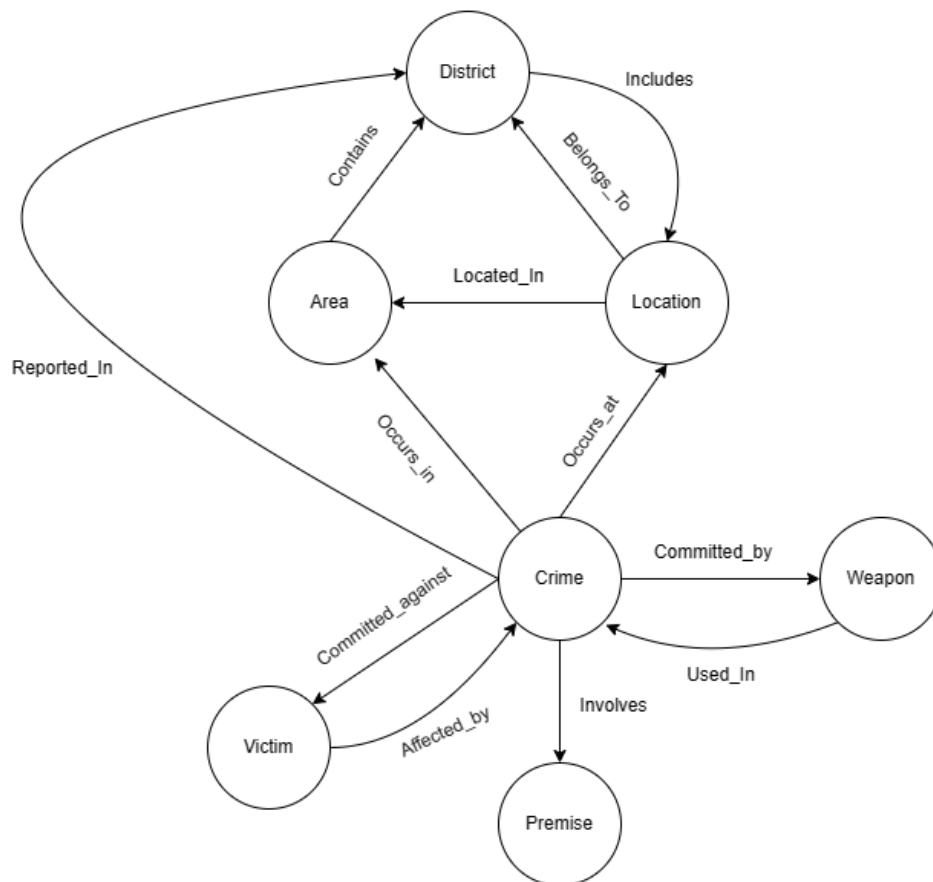 District
Includes
Contains
Belongs_To
Area
Located_In
Location
Reported_In
Occurs_in
Occurs_at
Crime
Committed_by
Weapon
Committed_against
Used_In
Involves
Victim
Affected_by
Premise